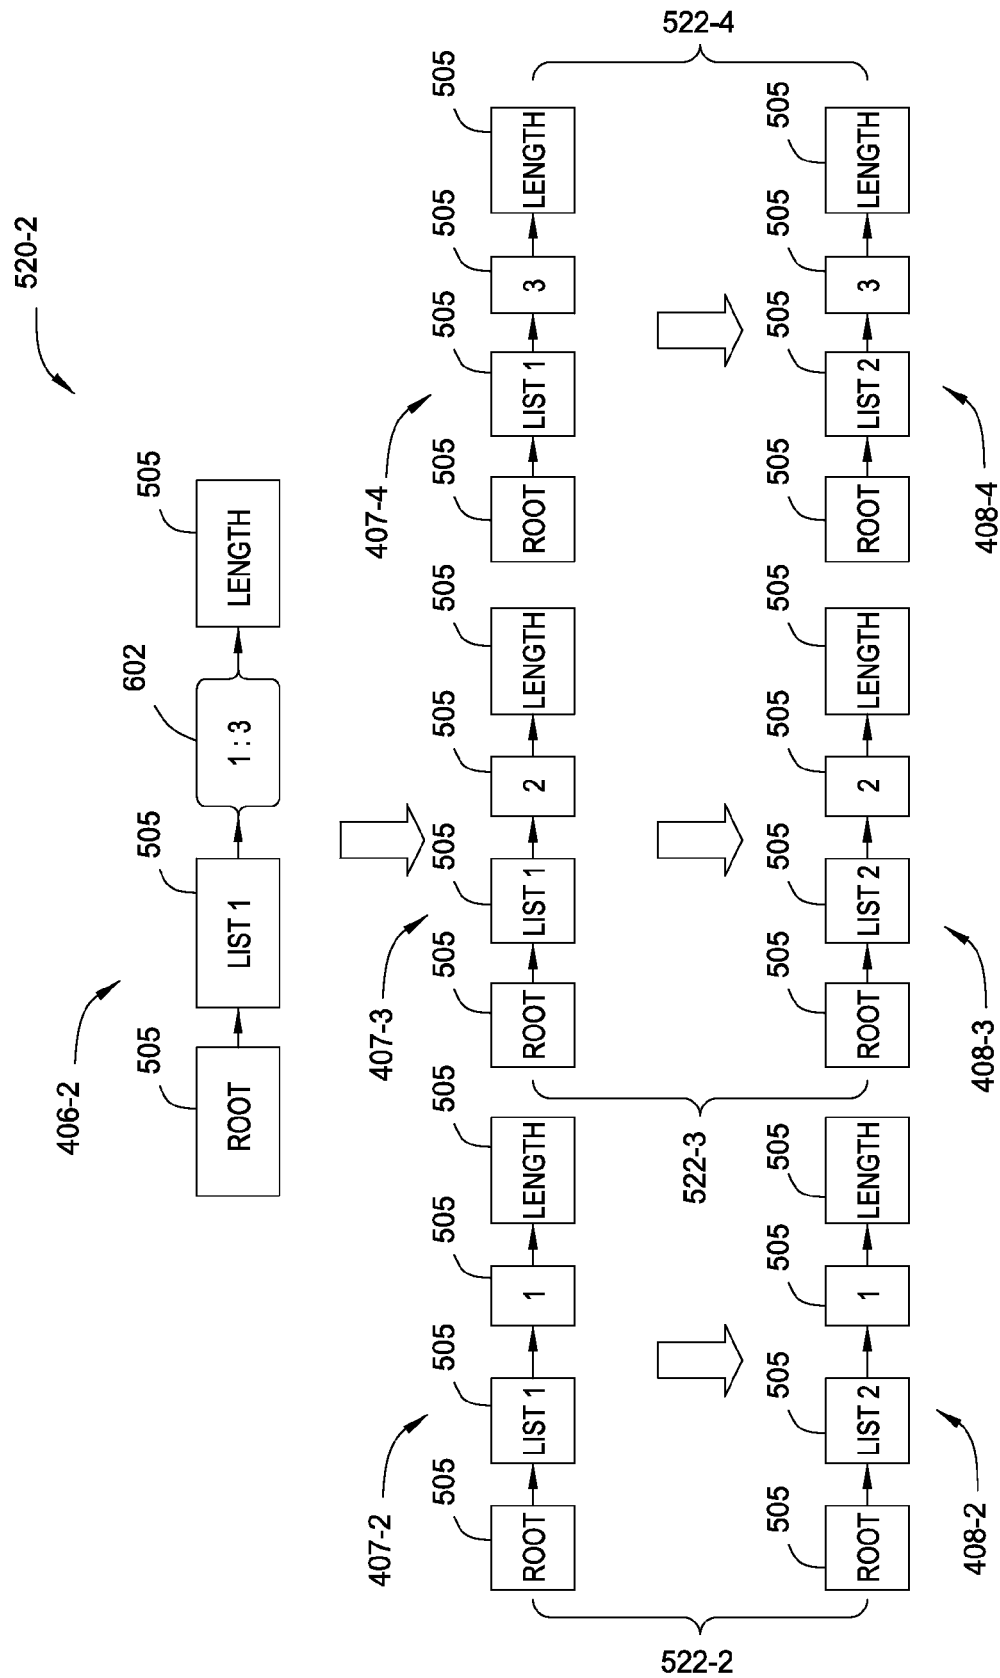 520-2
406-2
505 505 602 505
ROOT LIST 1 1 : 3 LENGTH
407-2 407-3 407-4
505 505 505 505 505 505 505 505 505 505 505 505
ROOT LIST 1 1 LENGTH ROOT LIST 1 2 LENGTH ROOT LIST 1 3 LENGTH
522-2 522-3 522-4
505 505 505 505 505 505 505 505 505 505 505 505
ROOT LIST 2 1 LENGTH ROOT LIST 2 2 LENGTH ROOT LIST 2 3 LENGTH
408-2 408-3 408-4